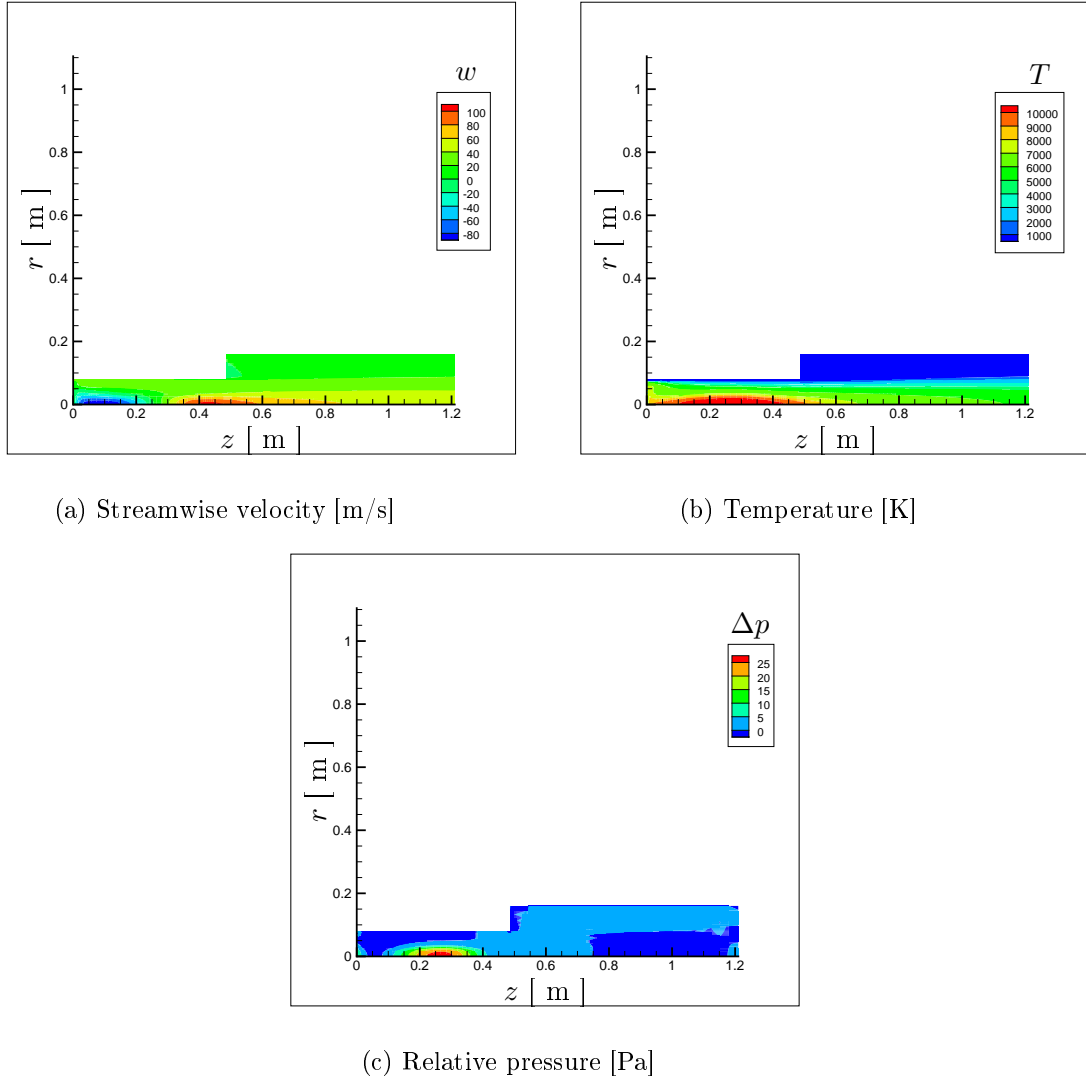 w
100
80
60
40
20
0
-20
-40
-60
-80
r [ m ]
1
0.8
0.6
0.4
0.2
0
0 0.2 0.4 0.6 0.8 1 1.2
z [ m ]
(a) Streamwise velocity [m/s]
T
10000
9000
8000
7000
6000
5000
4000
3000
2000
1000
r [ m ]
1
0.8
0.6
0.4
0.2
0
0 0.2 0.4 0.6 0.8 1 1.2
z [ m ]
(b) Temperature [K]
Δp
25
20
15
10
5
0
r [ m ]
1
0.8
0.6
0.4
0.2
0
0 0.2 0.4 0.6 0.8 1 1.2
z [ m ]
(c) Relative pressure [Pa]